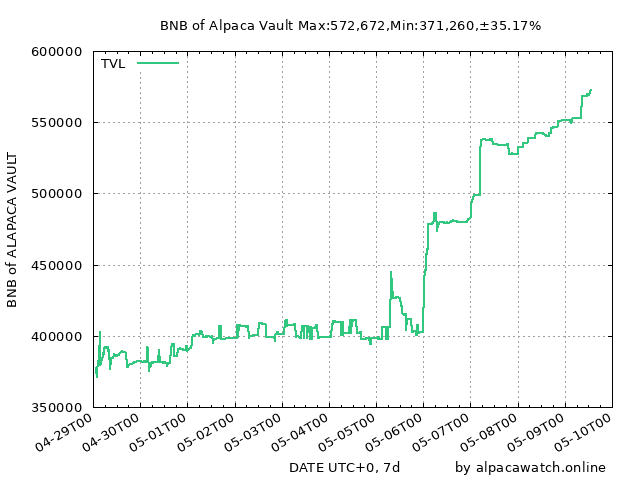 BNB of Alpaca Vault Max:572,672,Min:371,260,±35.17%
600000
TVL
550000
500000
450000
400000
350000
BNB of ALAPACA VAULT
04-29T00
04-30T00
05-01T00
05-02T00
05-03T00
05-04T00
05-05T00
05-06T00
05-07T00
05-08T00
05-09T00
05-10T00
DATE UTC+0, 7d
by alpacawatch.online